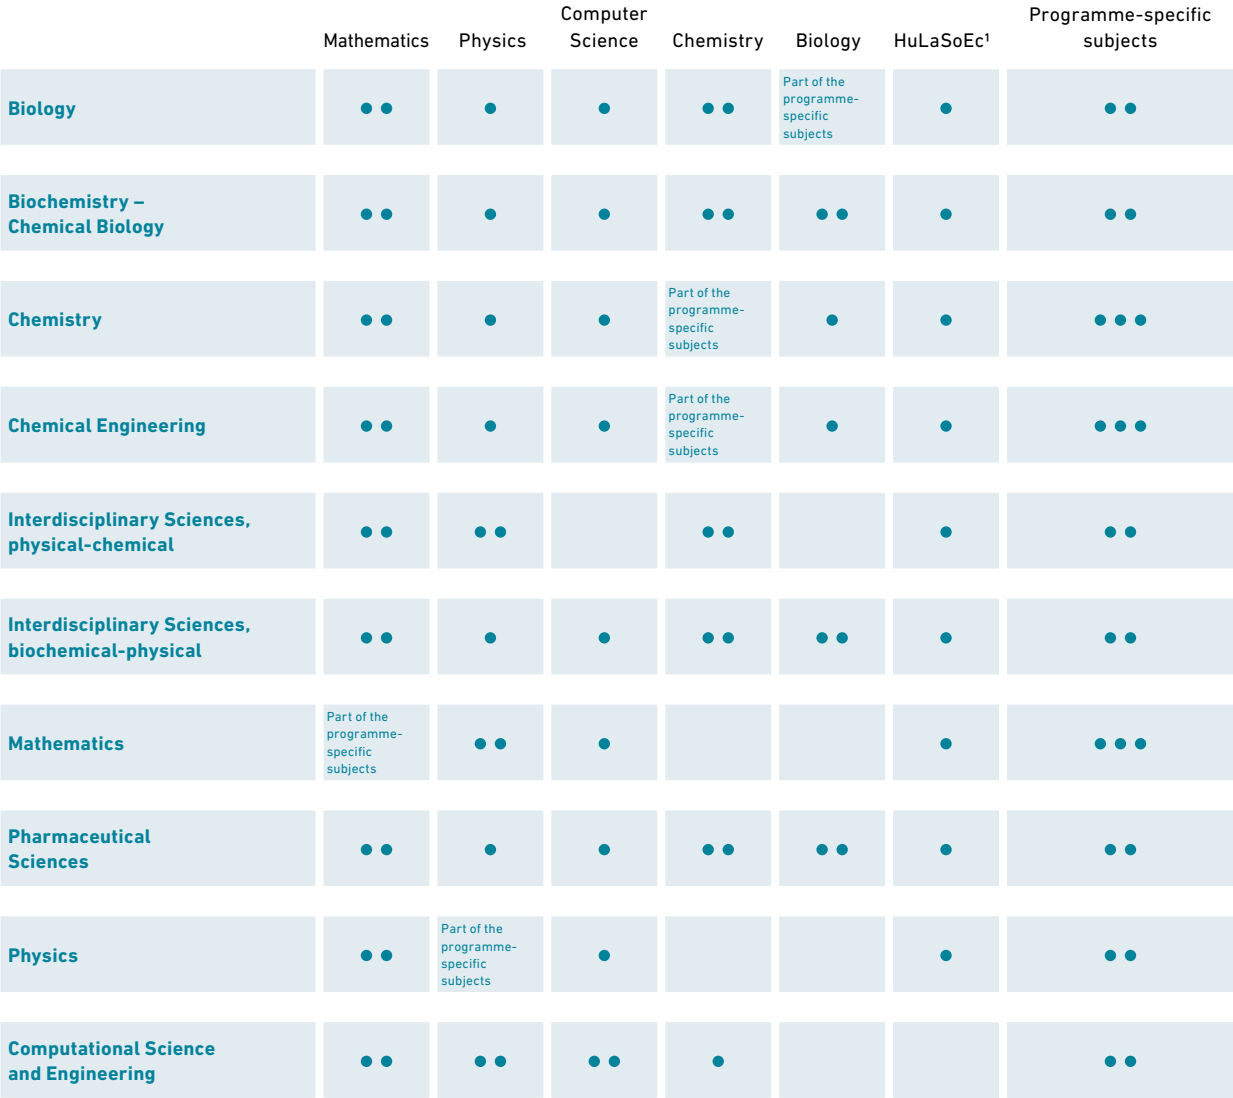 Computer
Programme-specific
Mathematics Physics Science Chemistry Biology HuLaSoEc¹ subjects
Biology
Part of the
programme-
specific
subjects
Biochemistry –
Chemical Biology
Chemistry
Part of the
programme-
specific
subjects
Chemical Engineering
Part of the
programme-
specific
subjects
Interdisciplinary Sciences,
physical-chemical
Interdisciplinary Sciences,
biochemical-physical
Mathematics
Part of the
programme-
specific
subjects
Pharmaceutical
Sciences
Physics
Part of the
programme-
specific
subjects
Computational Science
and Engineering